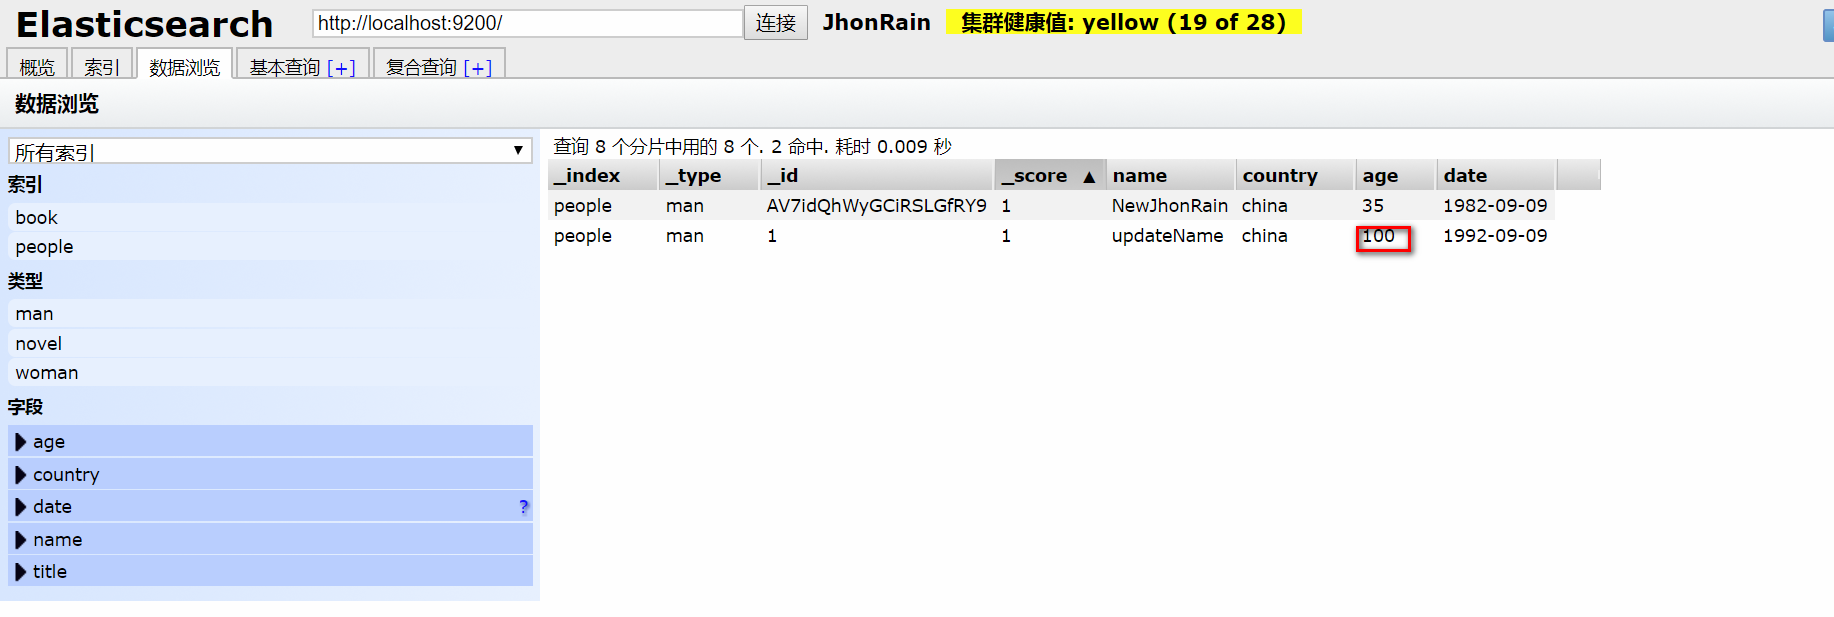 Elasticsearch http://localhost:9200/ 连接 JhonRain 集群健康值: yellow (19 of 28)
概览 索引 数据浏览 基本查询 [+] 复合查询 [+]
数据浏览
所有索引 ▼
索引
book
people
类型
man
novel
woman
字段
age
country
date ?
name
title
查询 8 个分片中用的 8 个. 2 命中. 耗时 0.009 秒
_index _type _id _score ▲ name country age date
people man AV7idQhWyGCiRSLGfRY9 1 NewJhonRain china 35 1982-09-09
people man 1 1 updateName china 100 1992-09-09